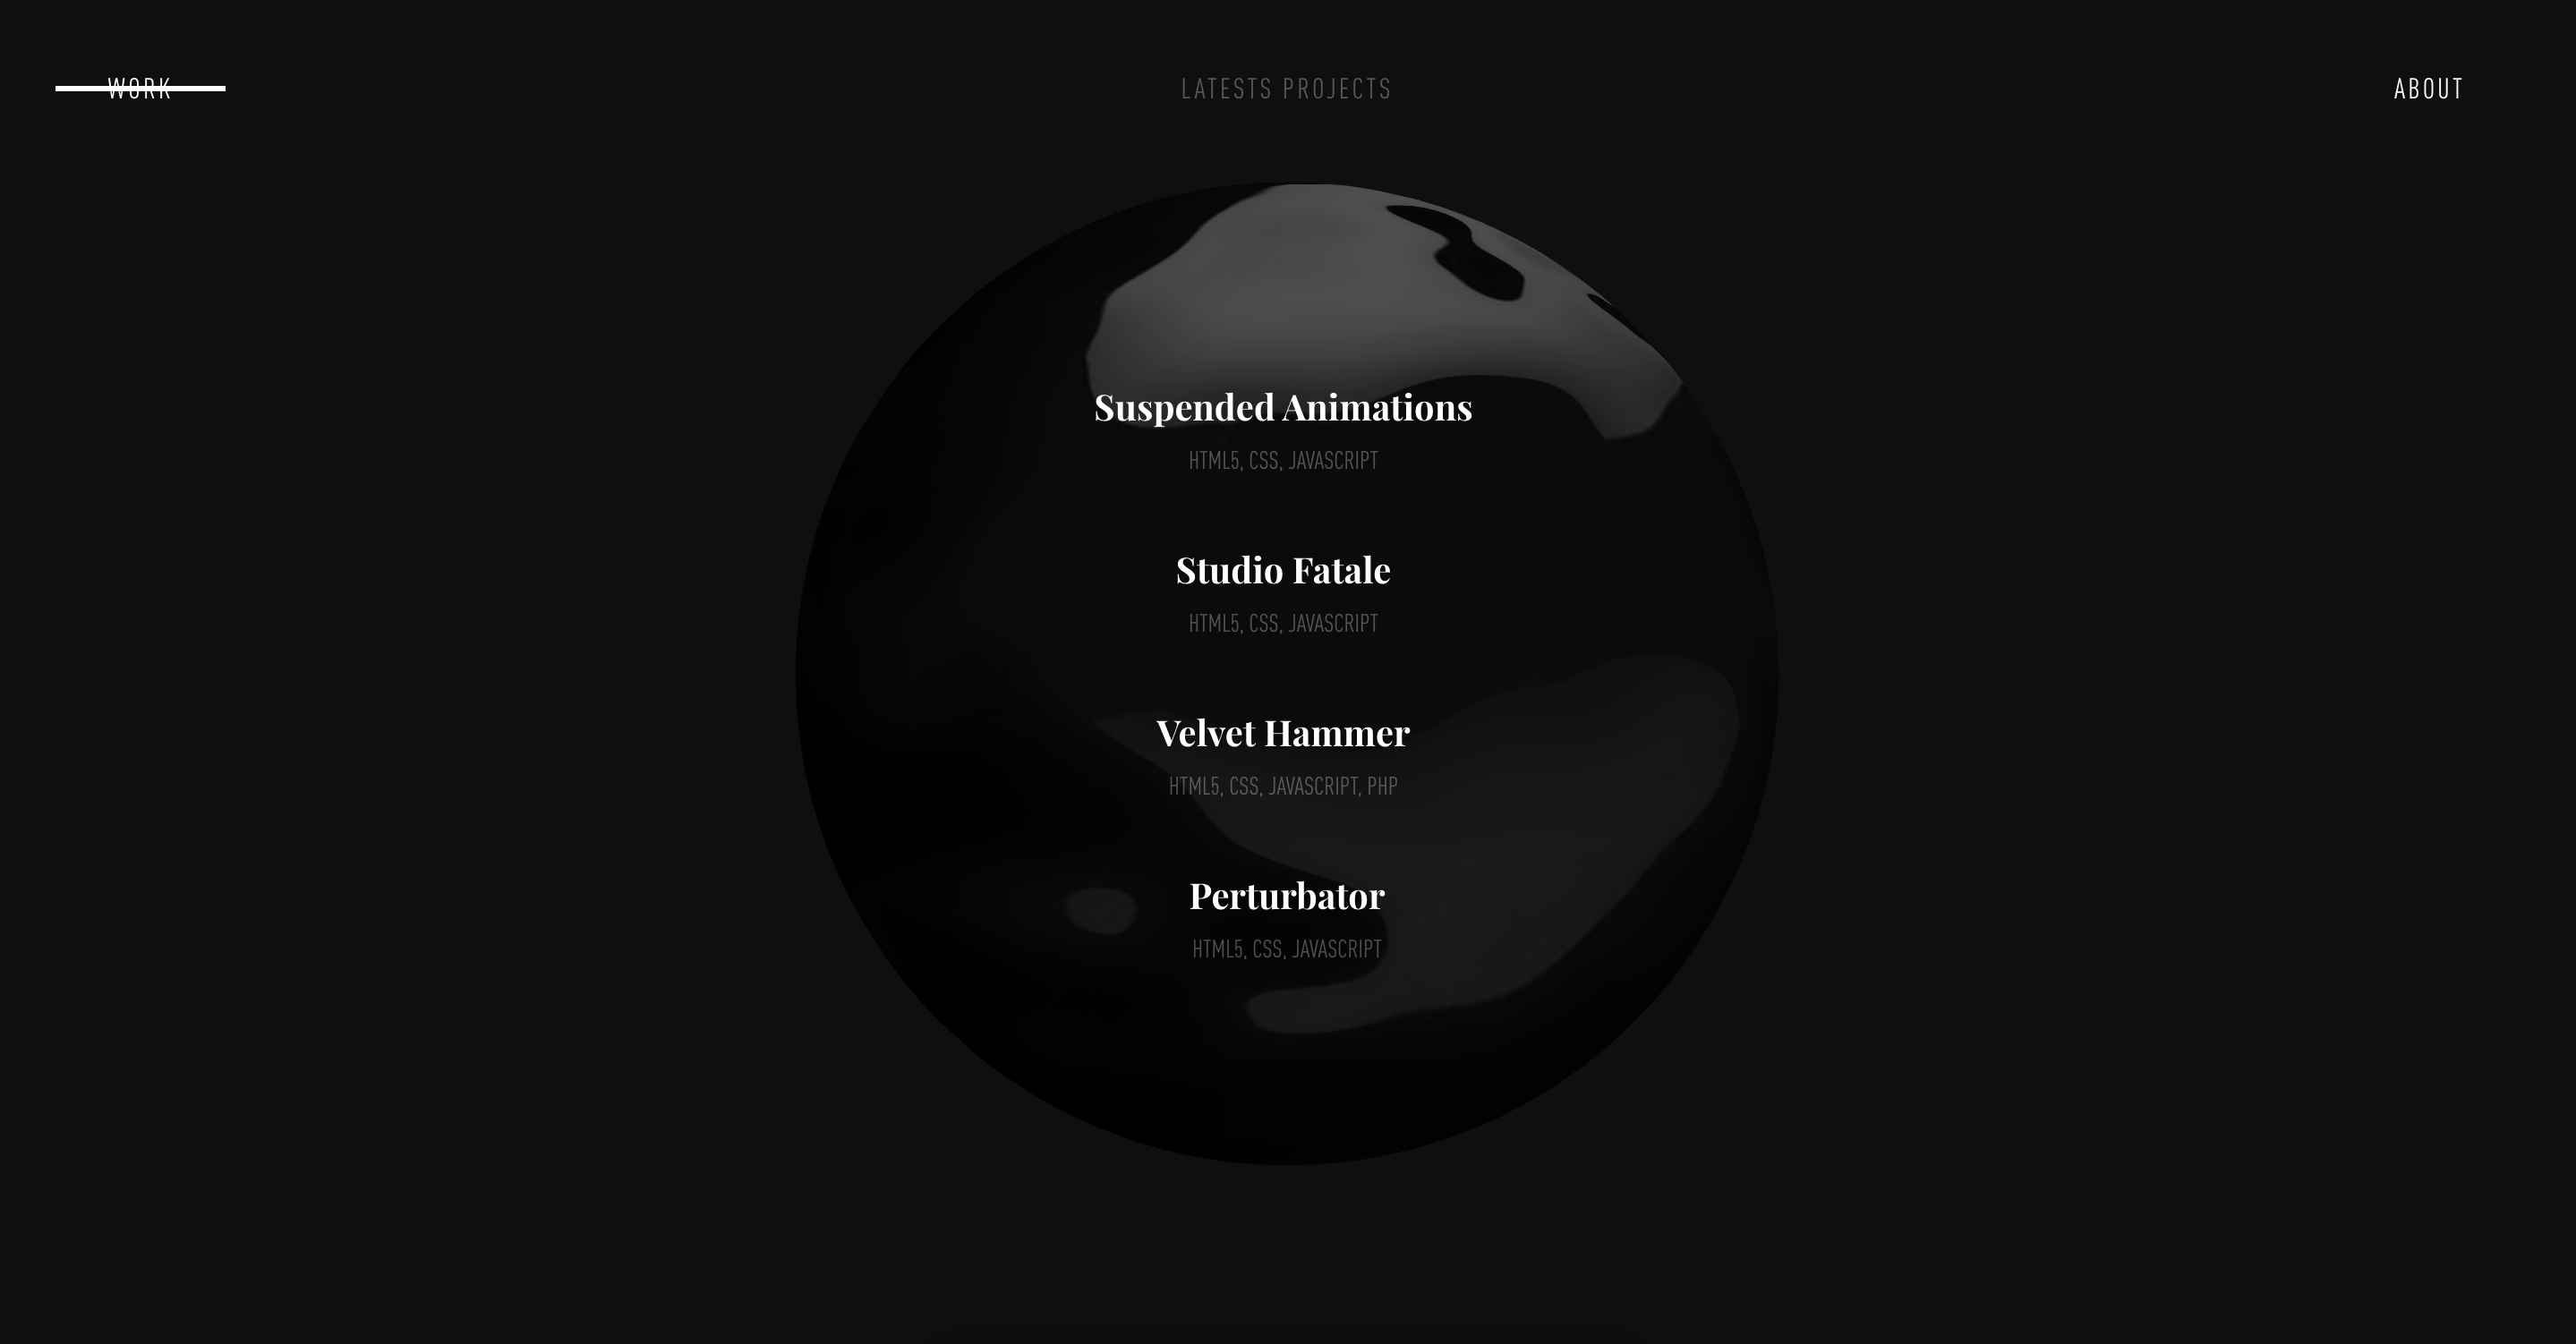 WORK
LATESTS PROJECTS
ABOUT
Suspended Animations
HTML5, CSS, JAVASCRIPT
Studio Fatale
HTML5, CSS, JAVASCRIPT
Velvet Hammer
HTML5, CSS, JAVASCRIPT, PHP
Perturbator
HTML5, CSS, JAVASCRIPT